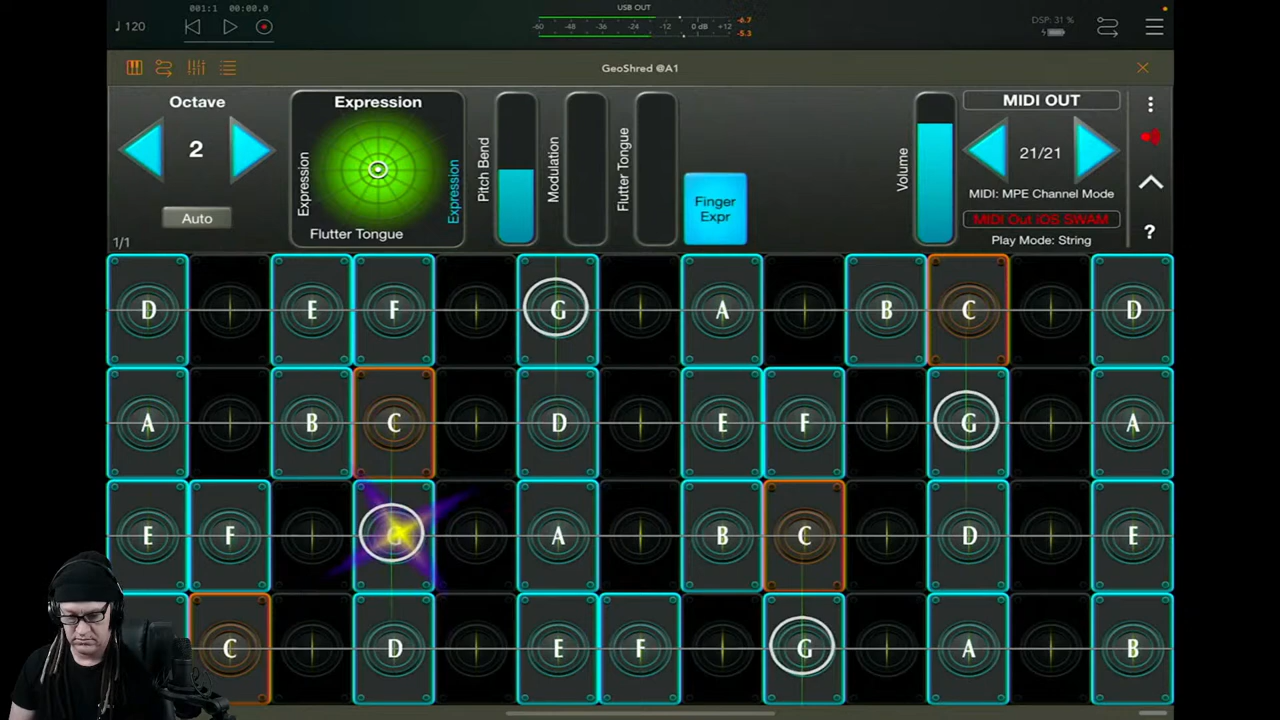 001:1 00:00.0
USB OUT
♩ 120
-60 -48 -36 -24 -12 0 dB +12
-6.7
-5.3
DSP: 31 %
GeoShred @A1
Octave
2
Auto
1/1
Expression
Expression
Expression
Flutter Tongue
Pitch Bend
Modulation
Flutter Tongue
Finger
Expr
Volume
MIDI OUT
21/21
MIDI: MPE Channel Mode
MIDI Out iOS SWAM
Play Mode: String
?
D E F G A B C D
A B C D E F G A
E F G A B C D E
C D E F G A B